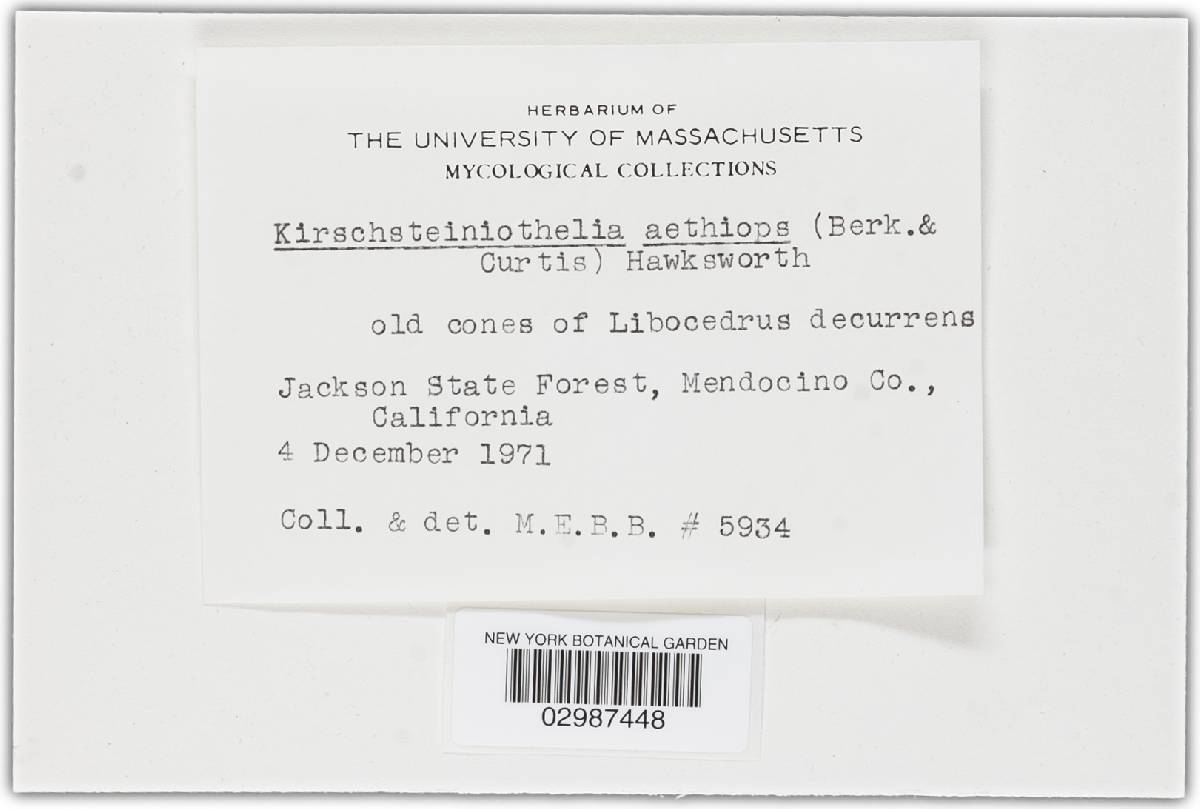 HERBARIUM OF
THE UNIVERSITY OF MASSACHUSETTS
MYCOLOGICAL COLLECTIONS
Kirschsteiniothelia aethiops (Berk.&
Curtis) Hawksworth
old cones of Libocedrus decurrens
Jackson State Forest, Mendocino Co.,
California
4 December 1971
Coll. & det. M.E.B.B. # 5934
NEW YORK BOTANICAL GARDEN
02987448